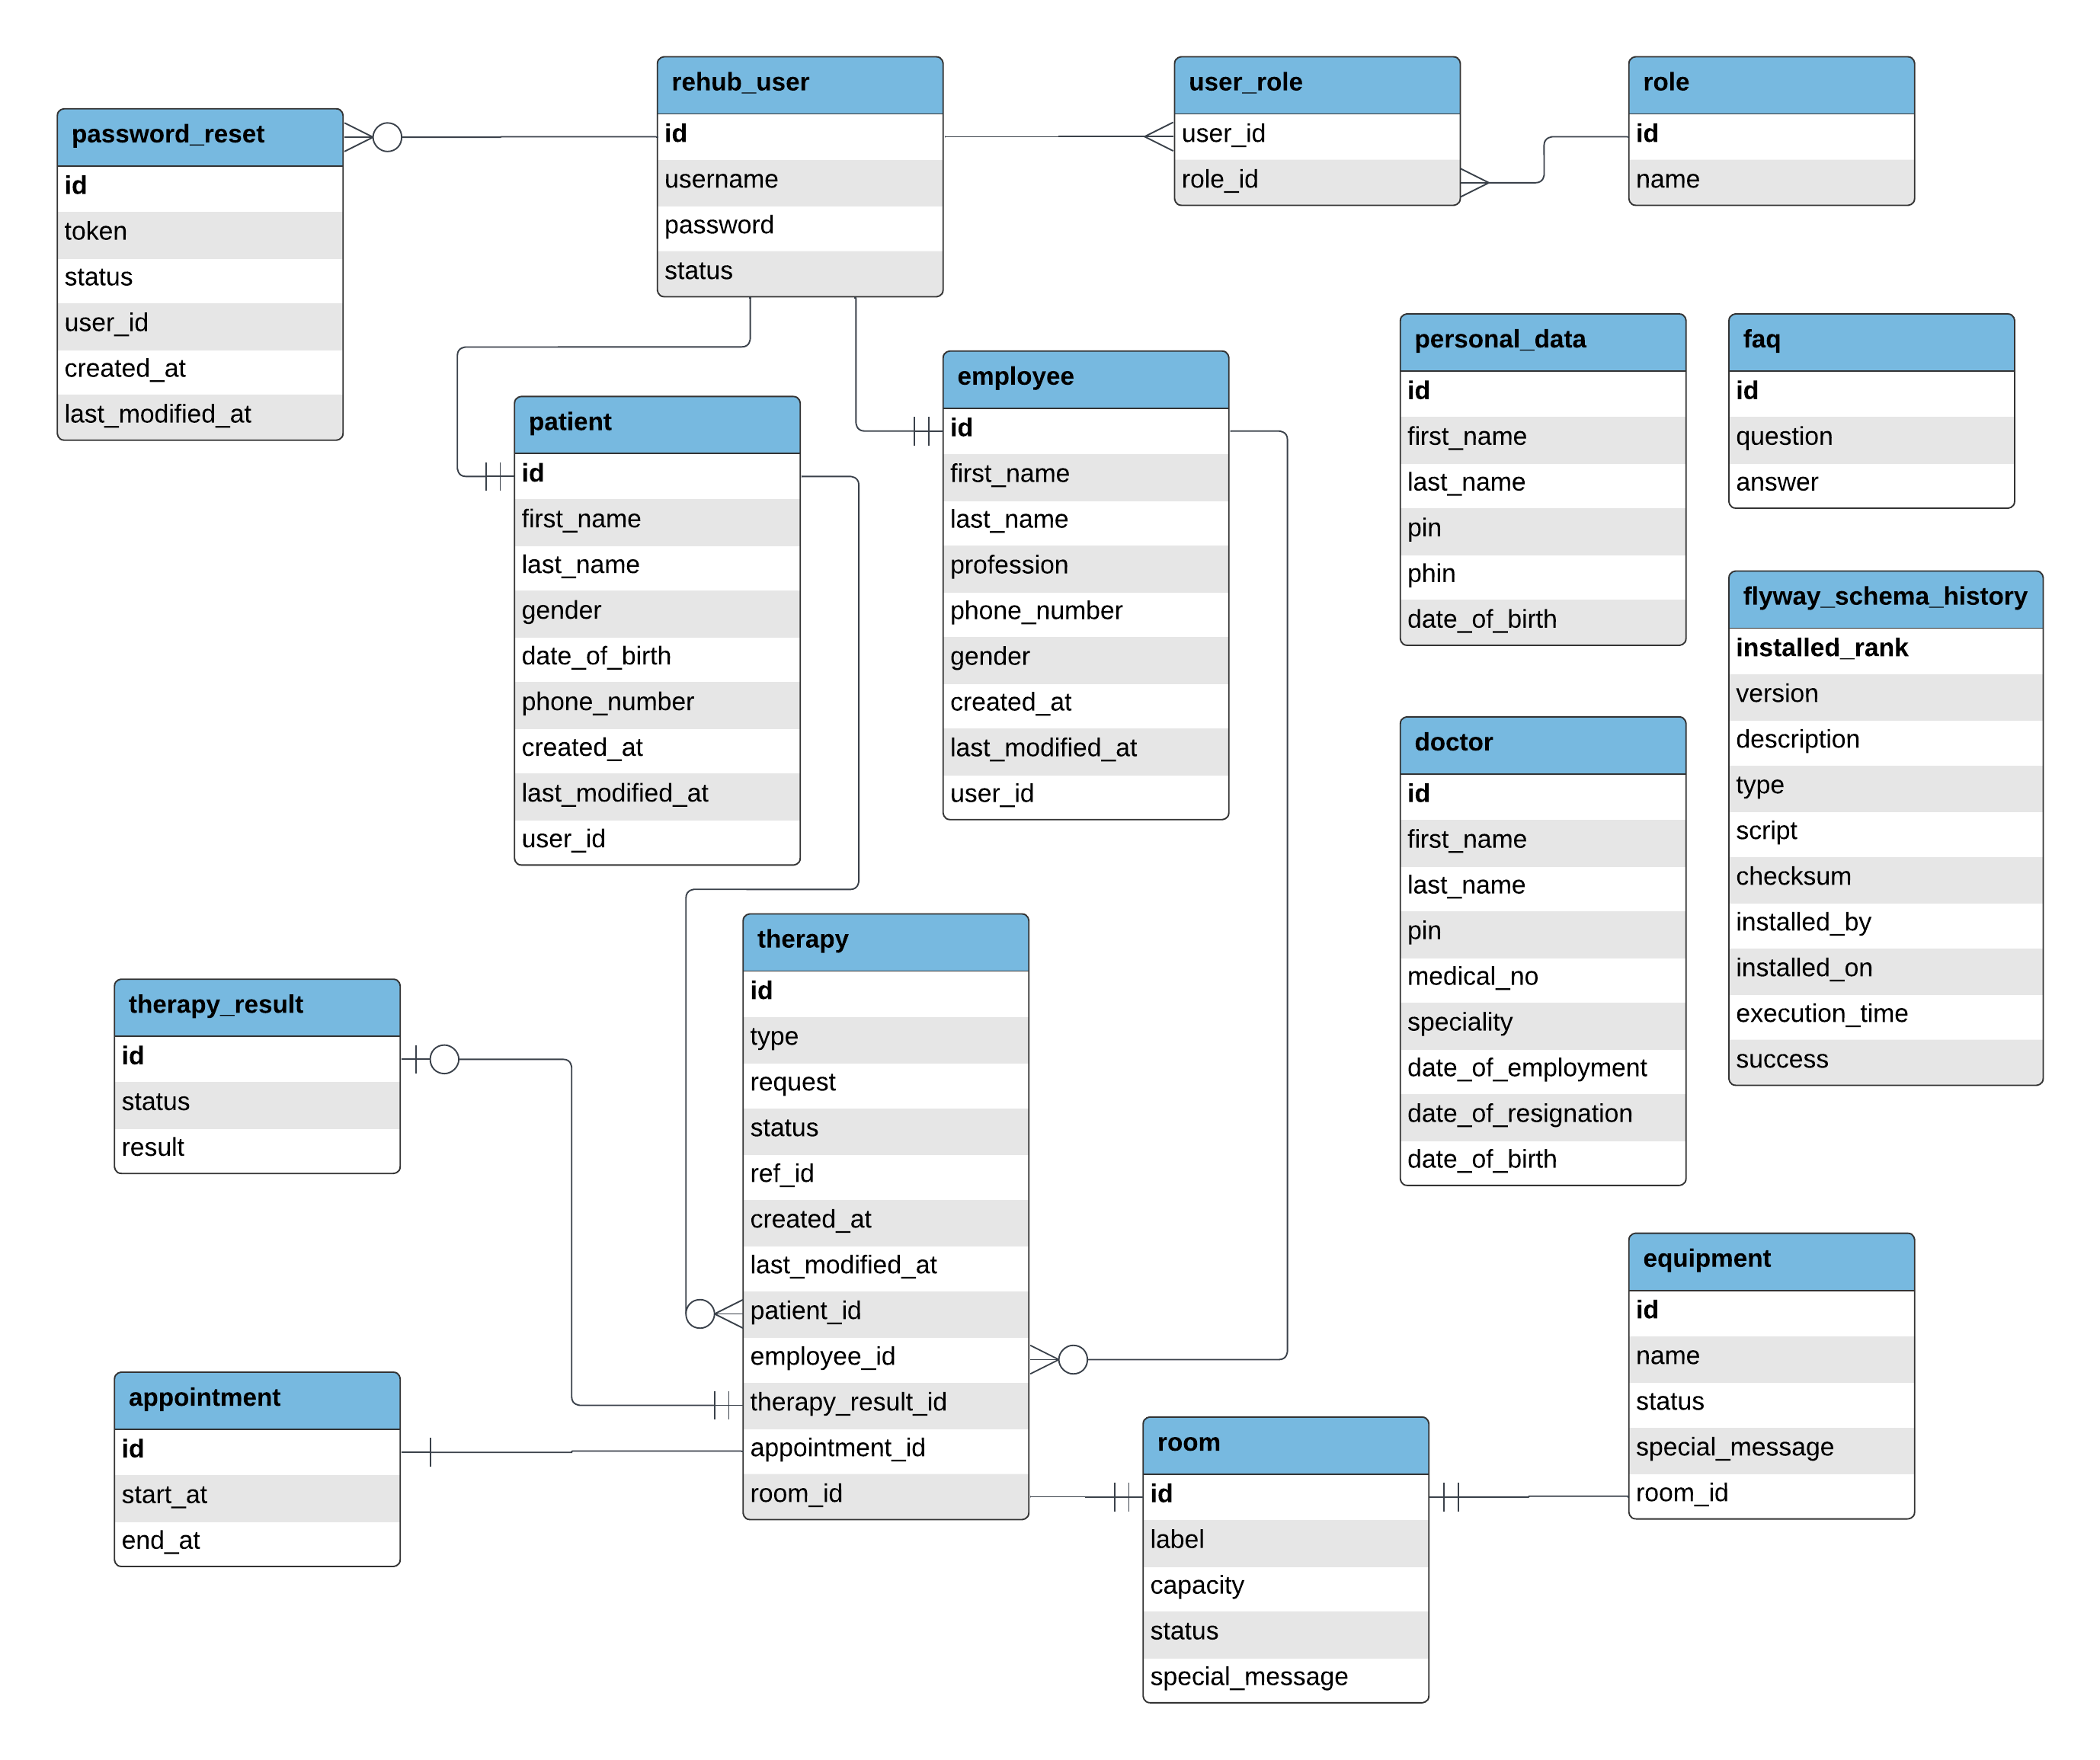 rehub_user
id
username
password
status
user_role
user_id
role_id
role
id
name
password_reset
id
token
status
user_id
created_at
last_modified_at
personal_data
id
first_name
last_name
pin
phin
date_of_birth
faq
id
question
answer
employee
id
first_name
last_name
profession
phone_number
gender
created_at
last_modified_at
user_id
patient
id
first_name
last_name
gender
date_of_birth
phone_number
created_at
last_modified_at
user_id
flyway_schema_history
installed_rank
version
description
type
script
checksum
installed_by
installed_on
execution_time
success
doctor
id
first_name
last_name
pin
medical_no
speciality
date_of_employment
date_of_resignation
date_of_birth
therapy
id
type
request
status
ref_id
created_at
last_modified_at
patient_id
employee_id
therapy_result_id
appointment_id
room_id
therapy_result
id
status
result
equipment
id
name
status
special_message
room_id
appointment
id
start_at
end_at
room
id
label
capacity
status
special_message